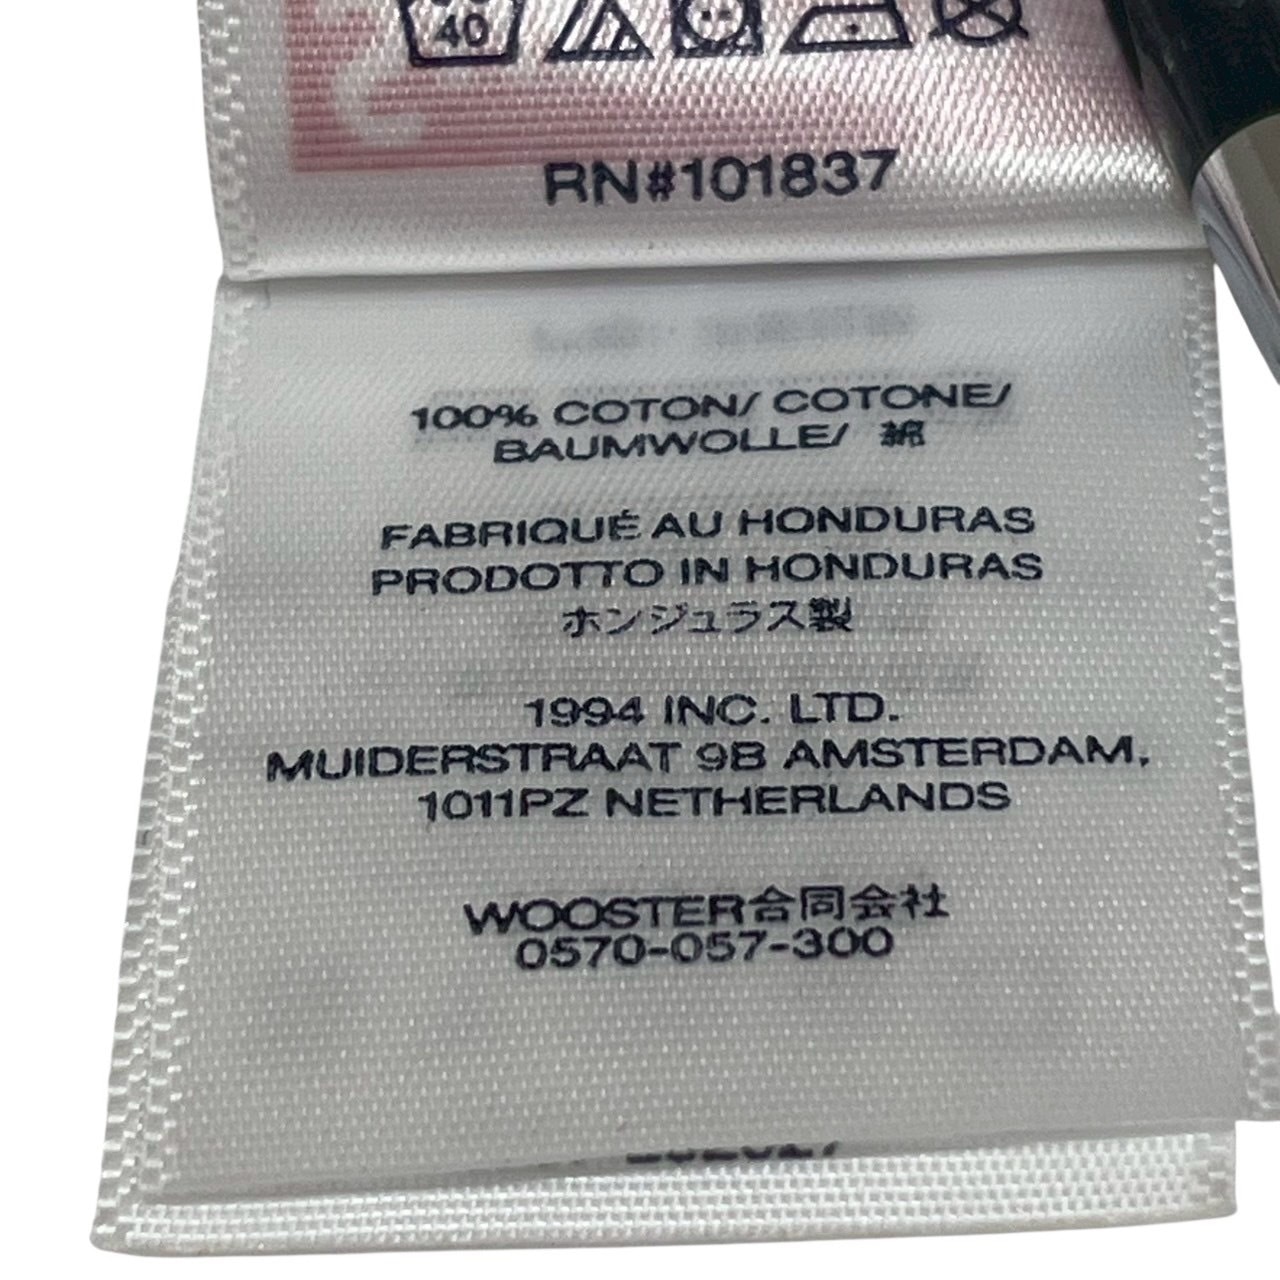 40
RN#101837
100% COTON/ COTONE/
BAUMWOLLE/ 綿
FABRIQUÉ AU HONDURAS
PRODOTTO IN HONDURAS
ホンジュラス製
1994 INC. LTD.
MUIDERSTRAAT 9B AMSTERDAM,
1011PZ NETHERLANDS
WOOSTER合同会社
0570-057-300